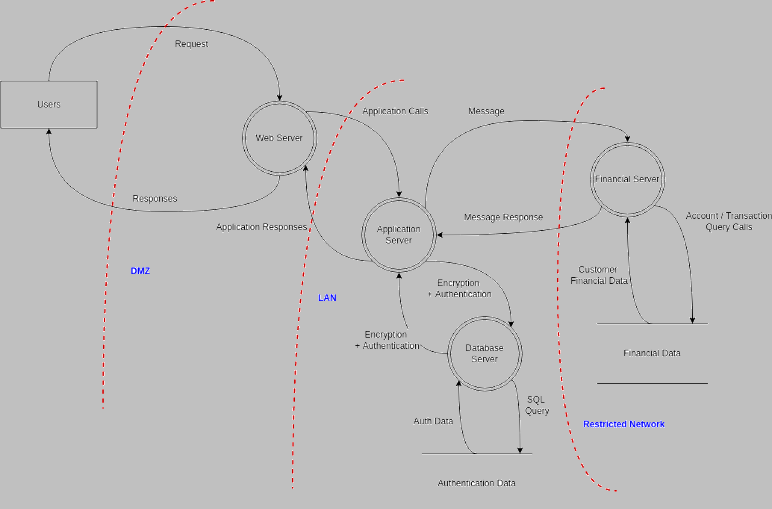 Request
Users
Web Server
Application Calls
Message
Responses
Application Responses
Application
Server
Message Response
Financial Server
Account / Transaction
Query Calls
DMZ
LAN
Customer
Financial Data
Encryption
+ Authentication
Encryption
+ Authentication
Database
Server
Financial Data
SQL
Query
Auth Data
Restricted Network
Authentication Data